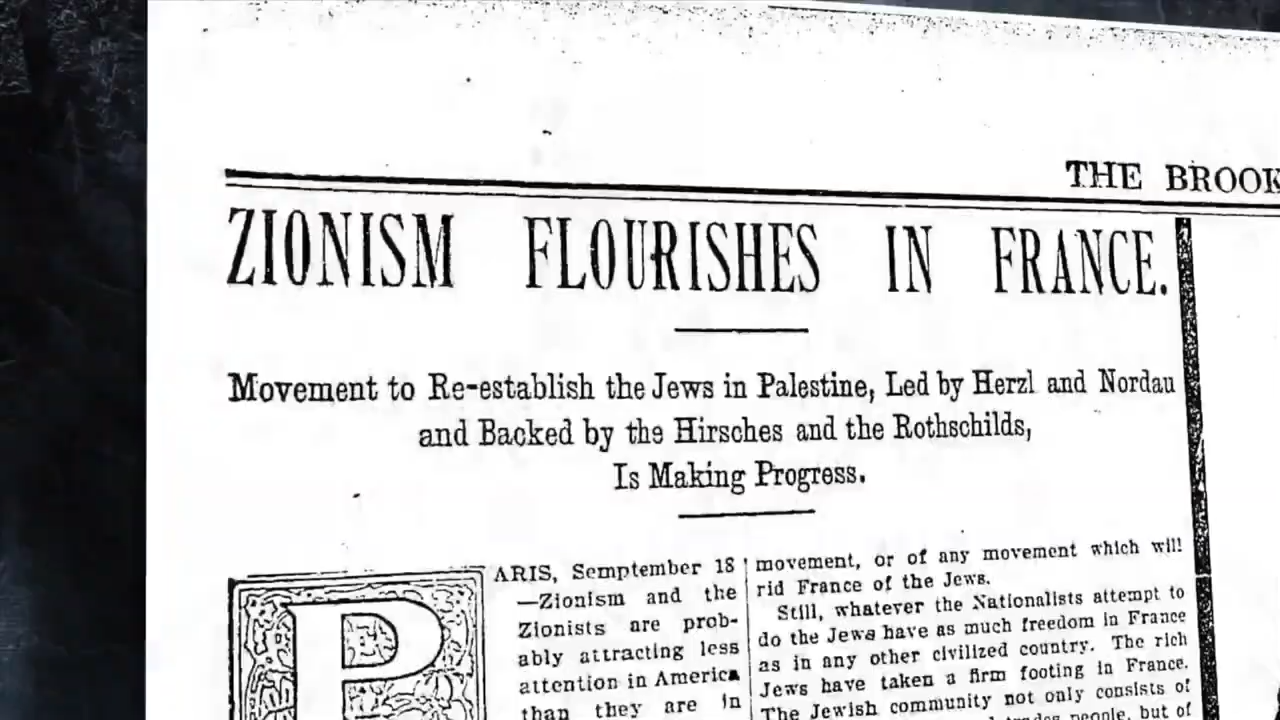 THE BROOK
ZIONISM FLOURISHES IN FRANCE.
Movement to Re-establish the Jews in Palestine, Led by Herzl and Nordau
and Backed by the Hirsches and the Rothschilds,
Is Making Progress.
PARIS, Semptember 18
—Zionism and the
Zionists are prob-
ably attracting less
attention in America
than they are in
movement, or of any movement which will
rid France of the Jews.
Still, whatever the Nationalists attempt to
do the Jews have as much freedom in France
as in any other civilized country. The rich
Jews have taken a firm footing in France.
The Jewish community not only consists of
trades people, but of